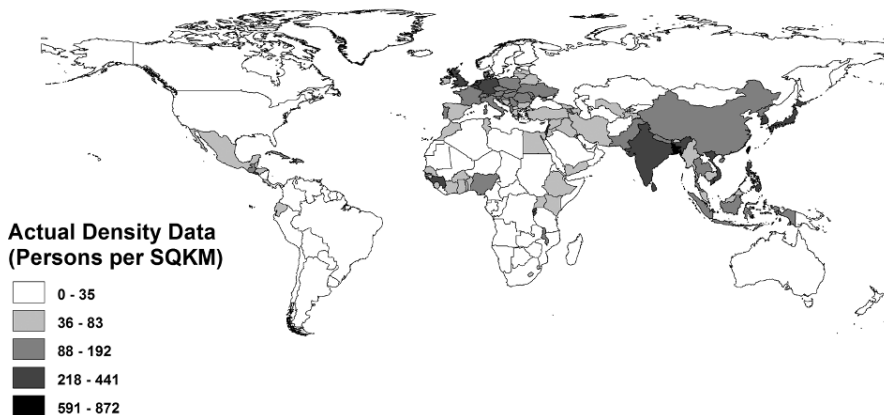 Actual Density Data
(Persons per SQKM)
0 - 35
36 - 83
88 - 192
218 - 441
591 - 872